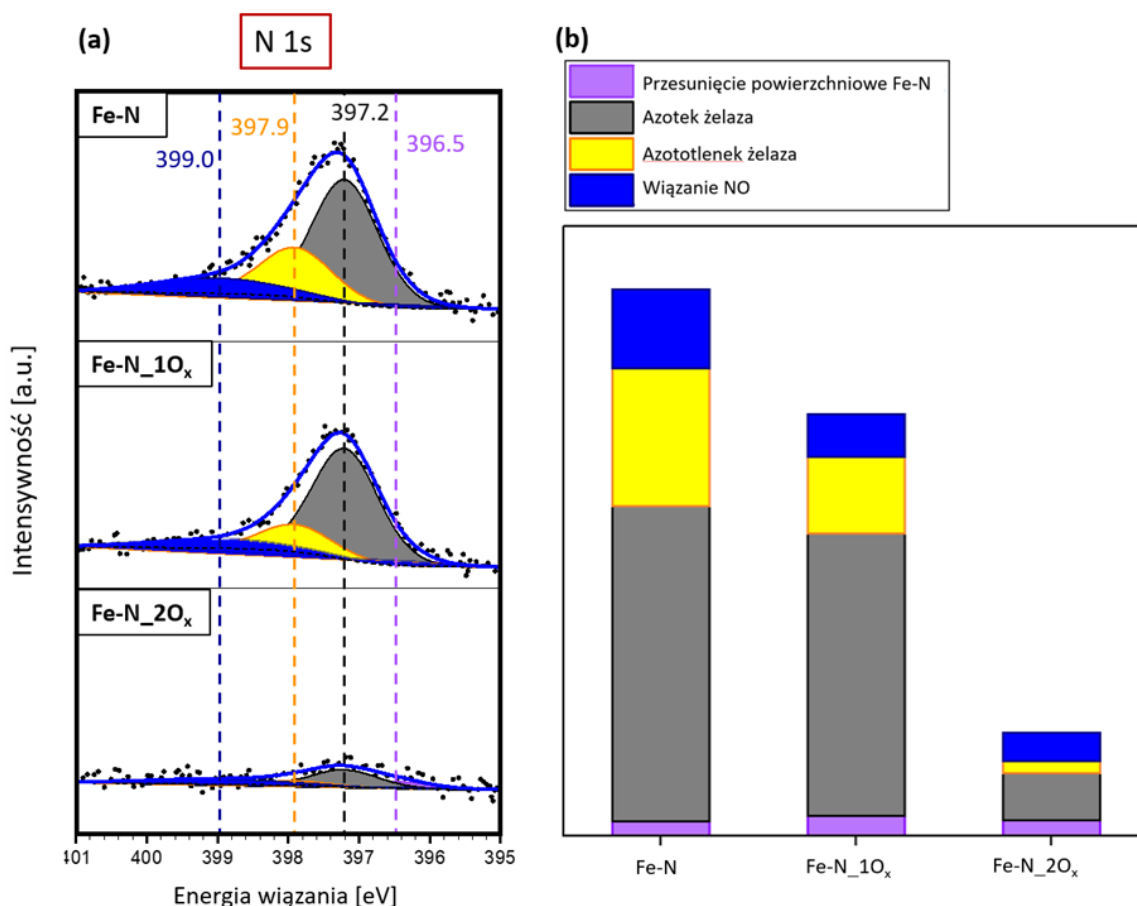 (a)
N 1s
Fe-N
399.0
397.9
397.2
396.5
Fe-N_1Oₓ
Fe-N_2Oₓ
Intensywność [a.u.]
401 400 399 398 397 396 395
Energia wiązania [eV]
(b)
Przesunięcie powierzchniowe Fe-N
Azotek żelaza
Azototlenek żelaza
Wiązanie NO
Fe-N
Fe-N_1Oₓ
Fe-N_2Oₓ